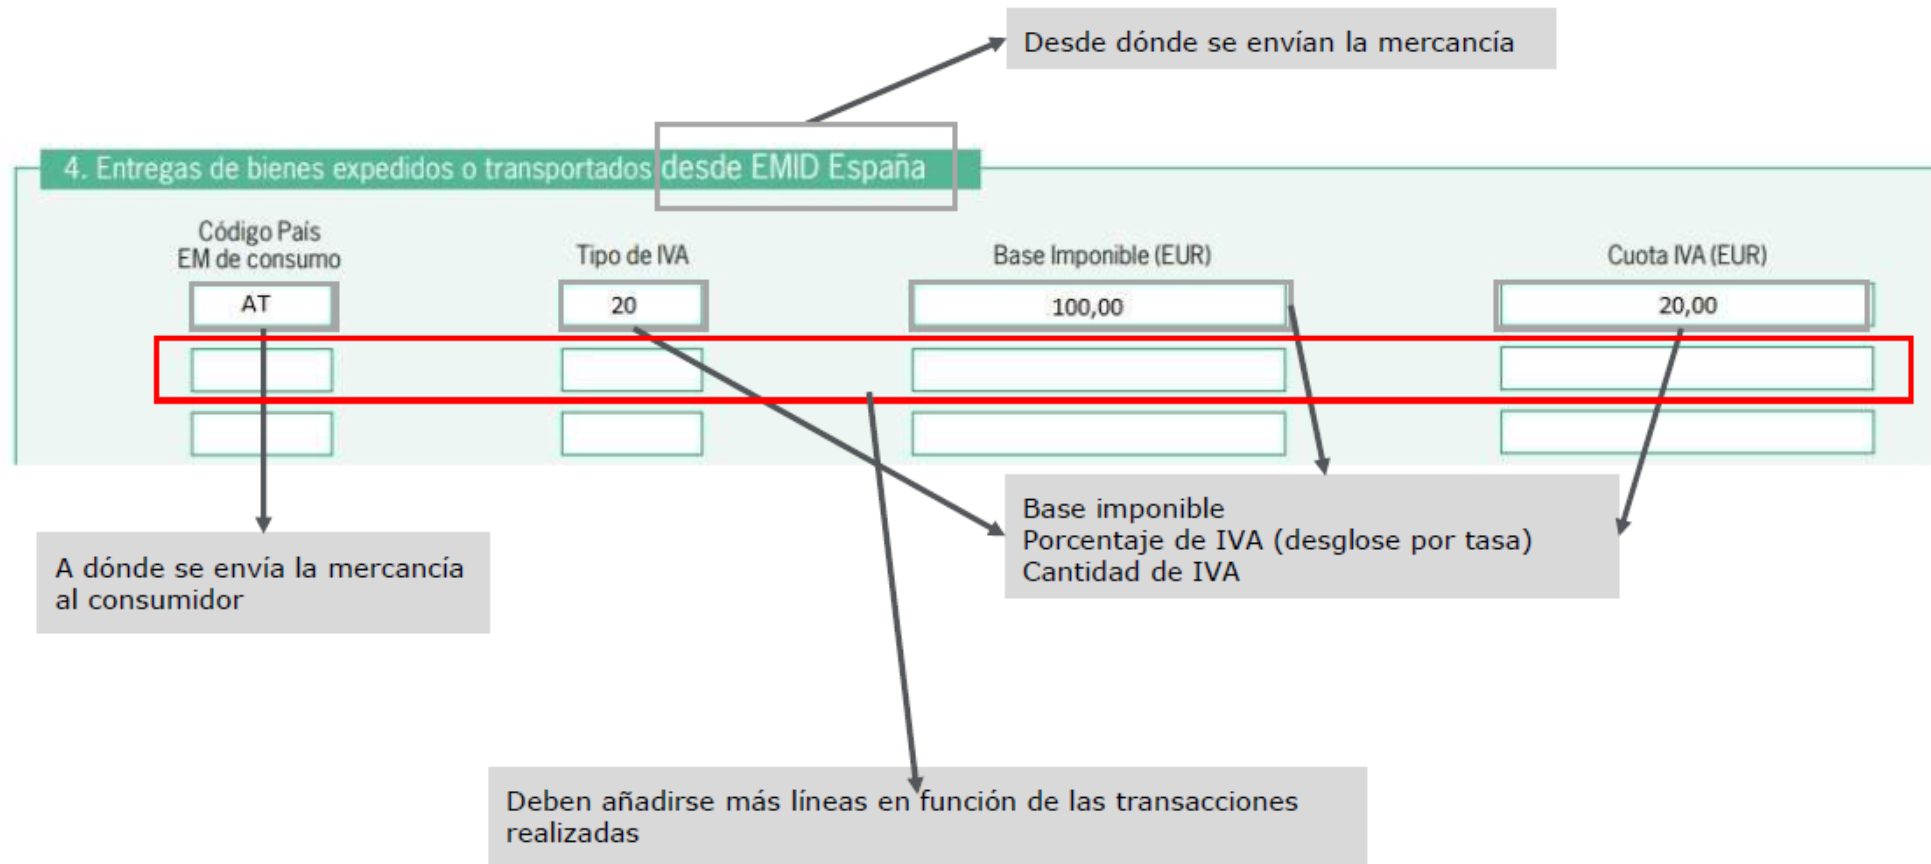 Desde dónde se envían la mercancía
4. Entregas de bienes expedidos o transportados desde EMID España
Código País
EM de consumo
Tipo de IVA
Base Imponible (EUR)
Cuota IVA (EUR)
AT
20
100,00
20,00
Base imponible
Porcentaje de IVA (desglose por tasa)
Cantidad de IVA
A dónde se envía la mercancía
al consumidor
Deben añadirse más líneas en función de las transacciones
realizadas